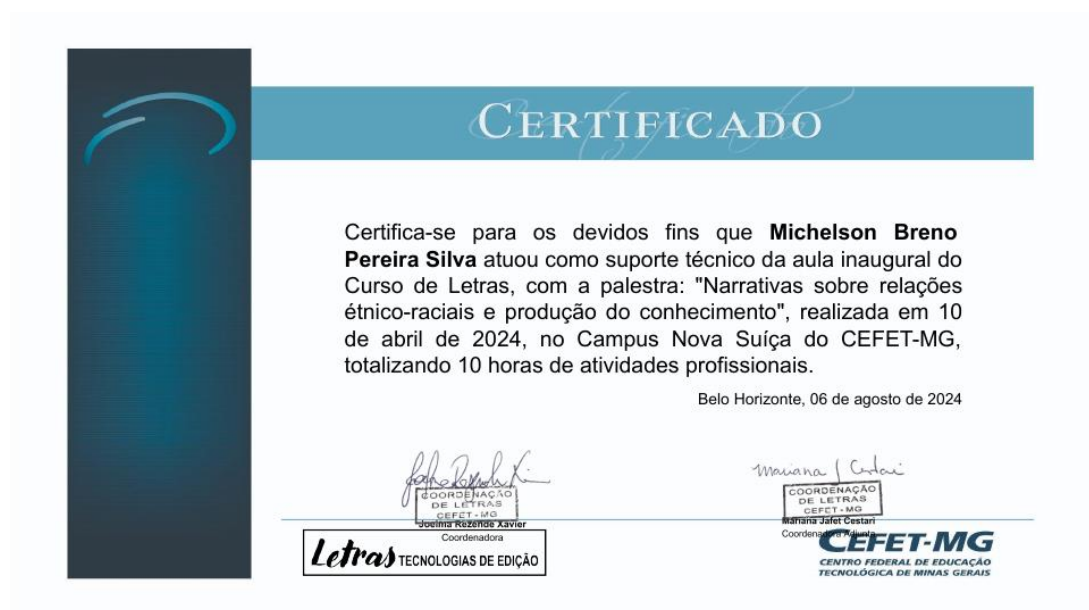 CERTIFICADO
Certifica-se para os devidos fins que Michelson Breno
Pereira Silva atuou como suporte técnico da aula inaugural do
Curso de Letras, com a palestra: "Narrativas sobre relações
étnico-raciais e produção do conhecimento", realizada em 10
de abril de 2024, no Campus Nova Suíça do CEFET-MG,
totalizando 10 horas de atividades profissionais.
Belo Horizonte, 06 de agosto de 2024
COORDENAÇÃO
DE LETRAS
CEFET-MG
Joelma Rezende Xavier
Coordenadora
Letras TECNOLOGIAS DE EDIÇÃO
Mariana J Cestari
COORDENAÇÃO
DE LETRAS
CEFET-MG
Mariana Jafet Cestari
Coordenadora Adjunta
CEFET-MG
CENTRO FEDERAL DE EDUCAÇÃO
TECNOLÓGICA DE MINAS GERAIS